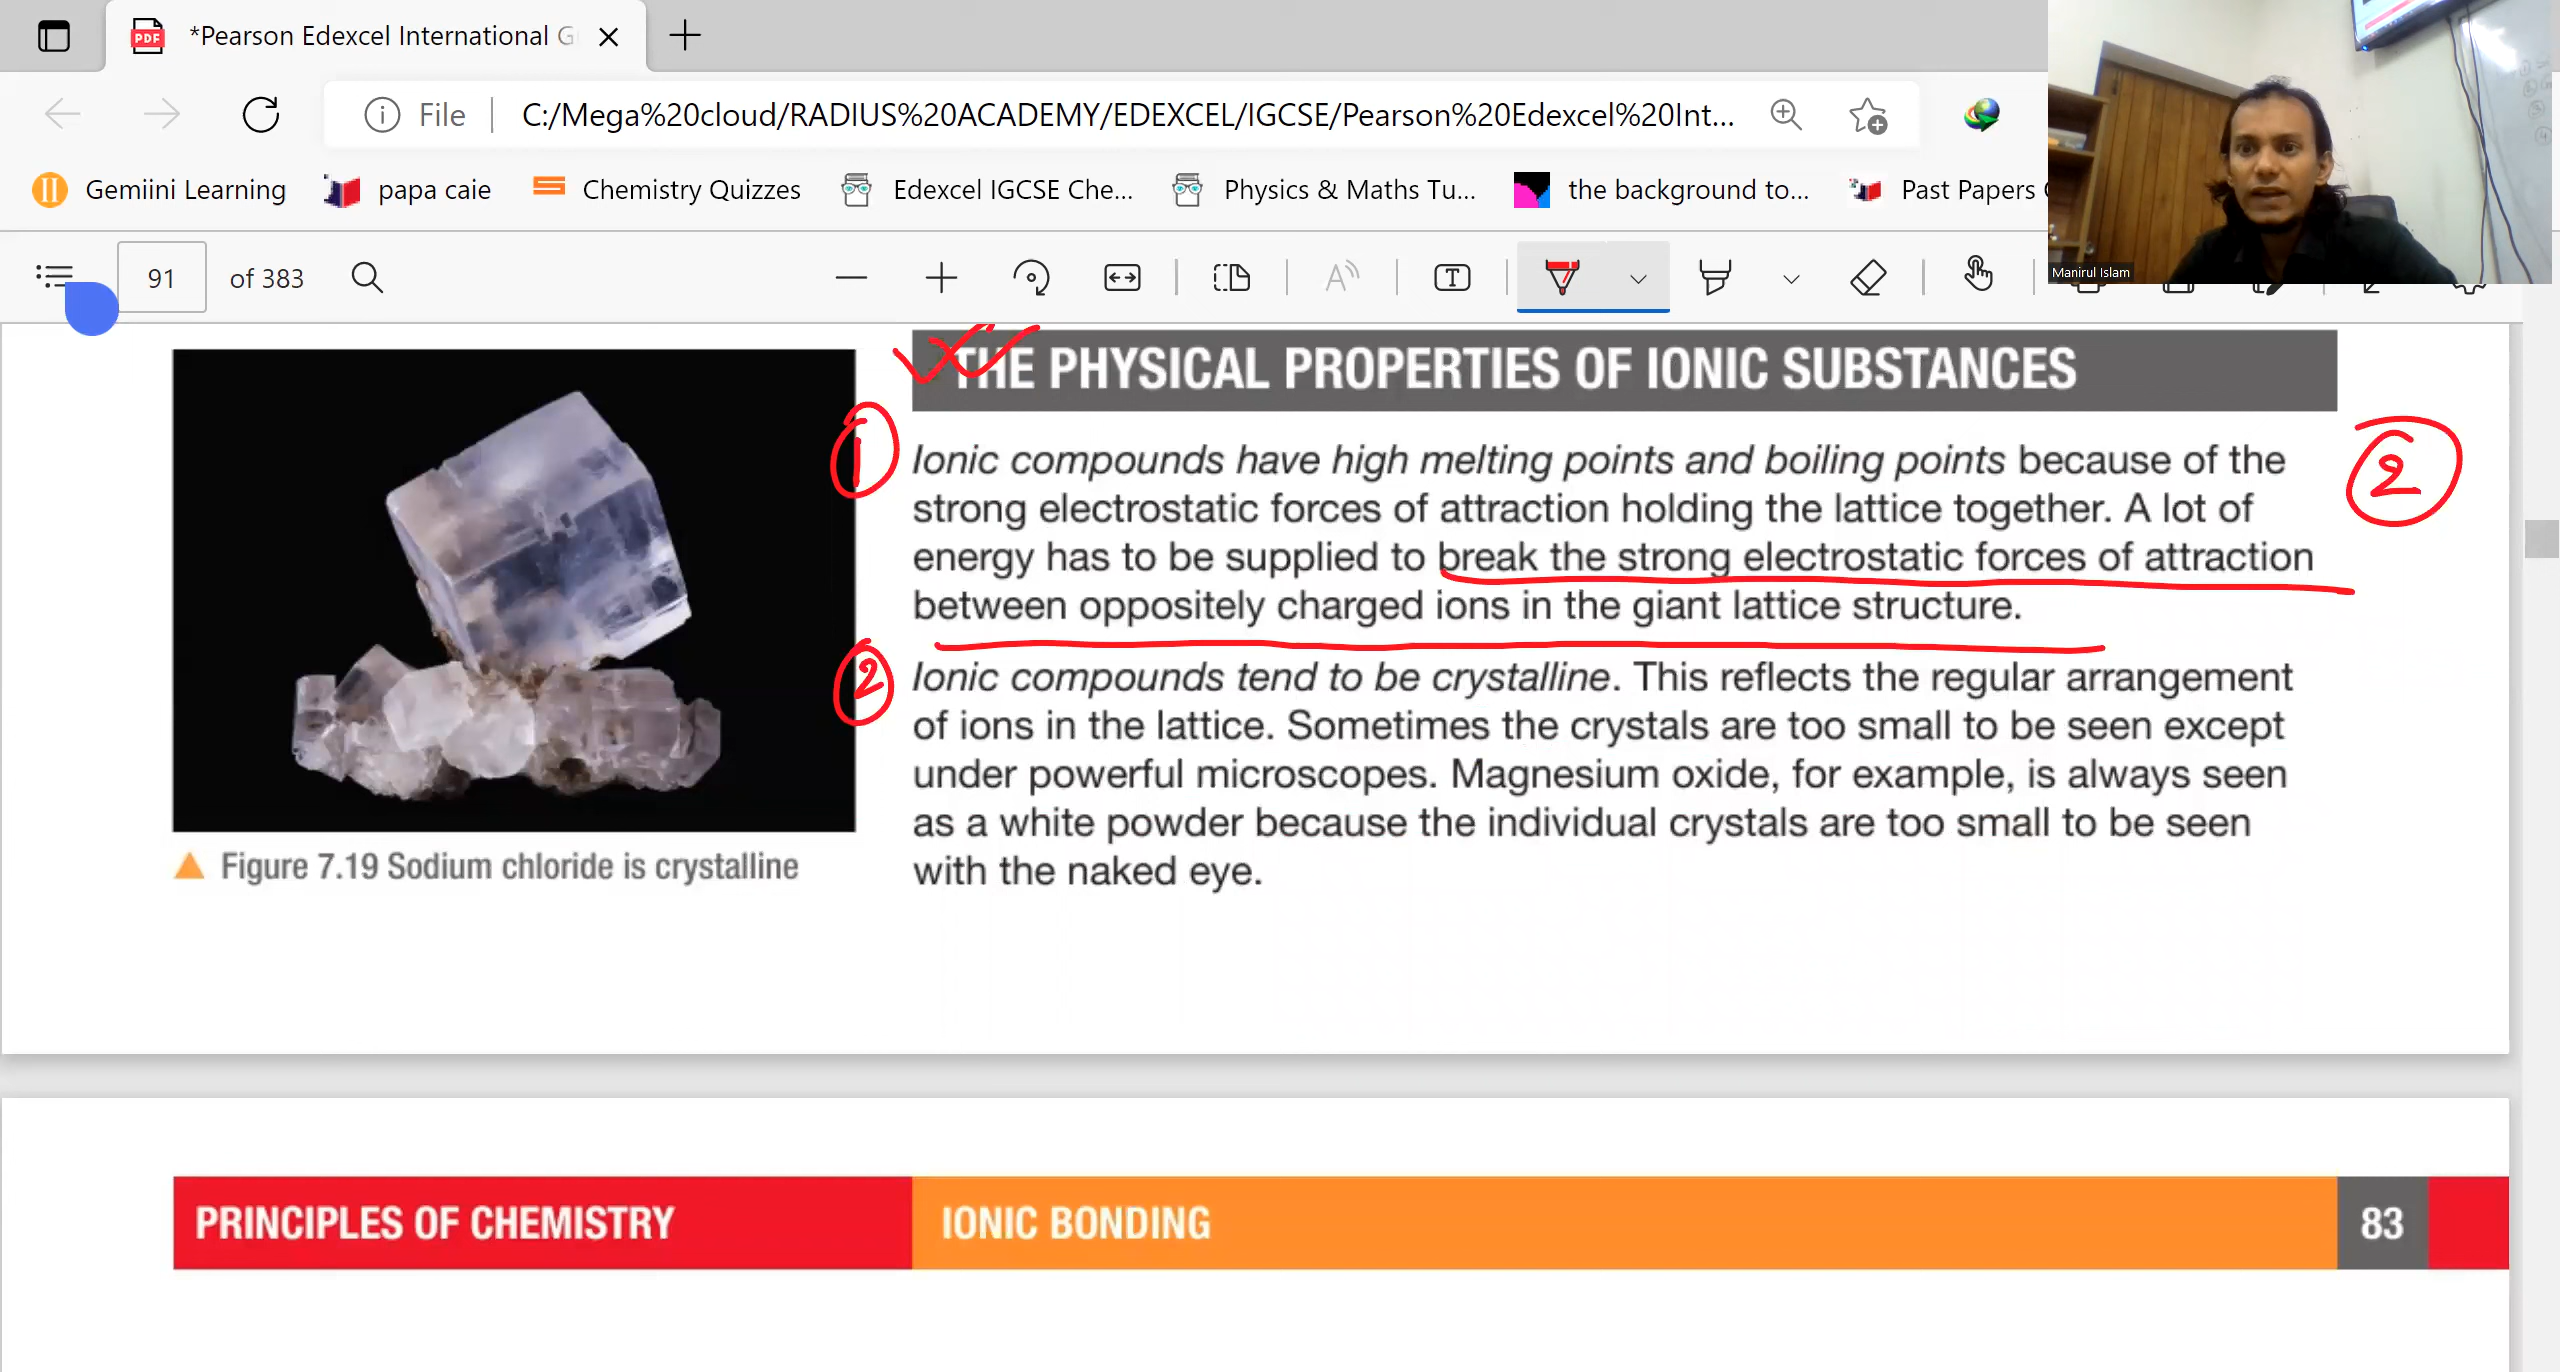 *Pearson Edexcel International G
File
C:/Mega%20cloud/RADIUS%20ACADEMY/EDEXCEL/IGCSE/Pearson%20Edexcel%20Int...
Gemiini Learning
papa caie
Chemistry Quizzes
Edexcel IGCSE Che...
Physics & Maths Tu...
the background to...
Past Papers
Manirul Islam
91 of 383
THE PHYSICAL PROPERTIES OF IONIC SUBSTANCES
1
Ionic compounds have high melting points and boiling points because of the
strong electrostatic forces of attraction holding the lattice together. A lot of
energy has to be supplied to break the strong electrostatic forces of attraction
between oppositely charged ions in the giant lattice structure.
2
2
Ionic compounds tend to be crystalline. This reflects the regular arrangement
of ions in the lattice. Sometimes the crystals are too small to be seen except
under powerful microscopes. Magnesium oxide, for example, is always seen
as a white powder because the individual crystals are too small to be seen
with the naked eye.
Figure 7.19 Sodium chloride is crystalline
PRINCIPLES OF CHEMISTRY
IONIC BONDING
83